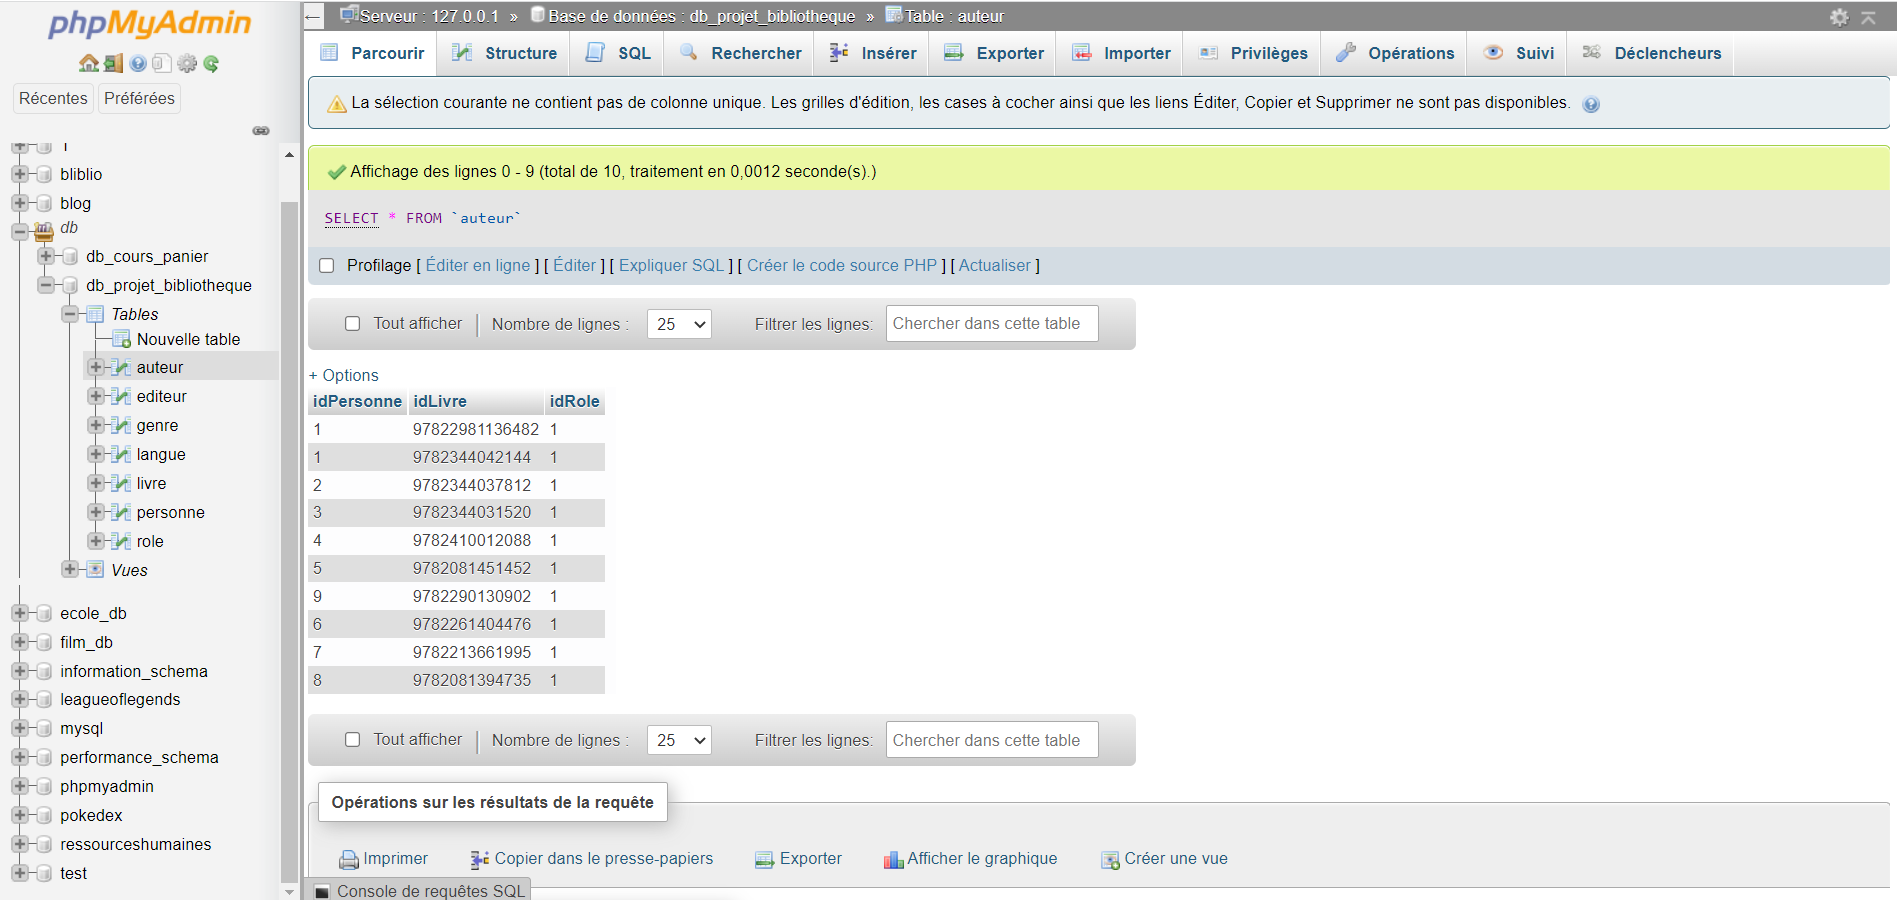 phpMyAdmin
Récentes Préférées
bliblio
blog
db
db_cours_panier
db_projet_bibliotheque
Tables
Nouvelle table
auteur
editeur
genre
langue
livre
personne
role
Vues
ecole_db
film_db
information_schema
leagueoflegends
mysql
performance_schema
phpmyadmin
pokedex
ressourceshumaines
test
Serveur : 127.0.0.1 » Base de données : db_projet_bibliotheque » Table : auteur
Parcourir Structure SQL Rechercher Insérer Exporter Importer Privilèges Opérations Suivi Déclencheurs
La sélection courante ne contient pas de colonne unique. Les grilles d'édition, les cases à cocher ainsi que les liens Éditer, Copier et Supprimer ne sont pas disponibles.
Affichage des lignes 0 - 9 (total de 10, traitement en 0,0012 seconde(s).)
SELECT * FROM `auteur`
Profilage [ Éditer en ligne ] [ Éditer ] [ Expliquer SQL ] [ Créer le code source PHP ] [ Actualiser ]
Tout afficher | Nombre de lignes : 25 Filtrer les lignes: Chercher dans cette table
+ Options
idPersonne idLivre idRole
1 97822981136482 1
1 9782344042144 1
2 9782344037812 1
3 9782344031520 1
4 9782410012088 1
5 9782081451452 1
9 9782290130902 1
6 9782261404476 1
7 9782213661995 1
8 9782081394735 1
Tout afficher | Nombre de lignes : 25 Filtrer les lignes: Chercher dans cette table
Opérations sur les résultats de la requête
Imprimer Copier dans le presse-papiers Exporter Afficher le graphique Créer une vue
Console de requêtes SQL